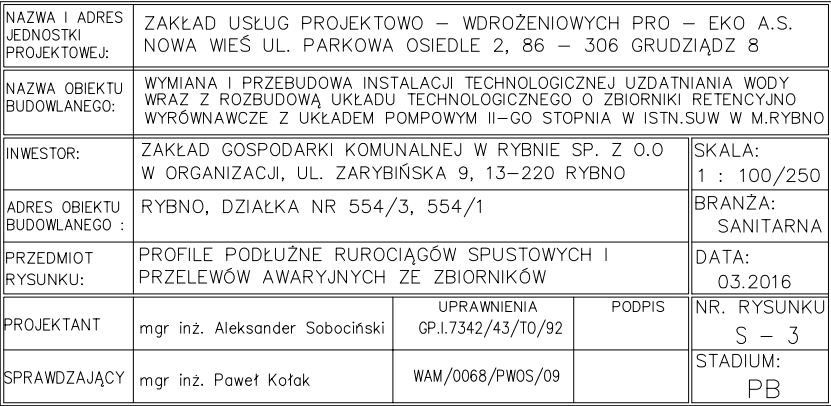 NAZWA I ADRES
JEDNOSTKI
PROJEKTOWEJ:
ZAKŁAD USŁUG PROJEKTOWO – WDROŻENIOWYCH PRO – EKO A.S.
NOWA WIEŚ UL. PARKOWA OSIEDLE 2, 86 – 306 GRUDZIĄDZ 8
NAZWA OBIEKTU
BUDOWLANEGO:
WYMIANA I PRZEBUDOWA INSTALACJI TECHNOLOGICZNEJ UZDATNIANIA WODY
WRAZ Z ROZBUDOWĄ UKŁADU TECHNOLOGICZNEGO O ZBIORNIKI RETENCYJNO
WYRÓWNAWCZE Z UKŁADEM POMPOWYM II–GO STOPNIA W ISTN.SUW W M.RYBNO
INWESTOR:
ZAKŁAD GOSPODARKI KOMUNALNEJ W RYBNIE SP. Z O.O
W ORGANIZACJI, UL. ZARYBIŃSKA 9, 13–220 RYBNO
SKALA:
1 : 100/250
ADRES OBIEKTU
BUDOWLANEGO :
RYBNO, DZIAŁKA NR 554/3, 554/1
BRANŻA:
SANITARNA
PRZEDMIOT
RYSUNKU:
PROFILE PODŁUŻNE RUROCIĄGÓW SPUSTOWYCH I
PRZELEWÓW AWARYJNYCH ZE ZBIORNIKÓW
DATA:
03.2016
PROJEKTANT
mgr inż. Aleksander Sobociński
UPRAWNIENIA
GP.I.7342/43/TO/92
PODPIS
NR. RYSUNKU
S – 3
SPRAWDZAJĄCY
mgr inż. Paweł Kołak
WAM/0068/PWOS/09
STADIUM:
PB